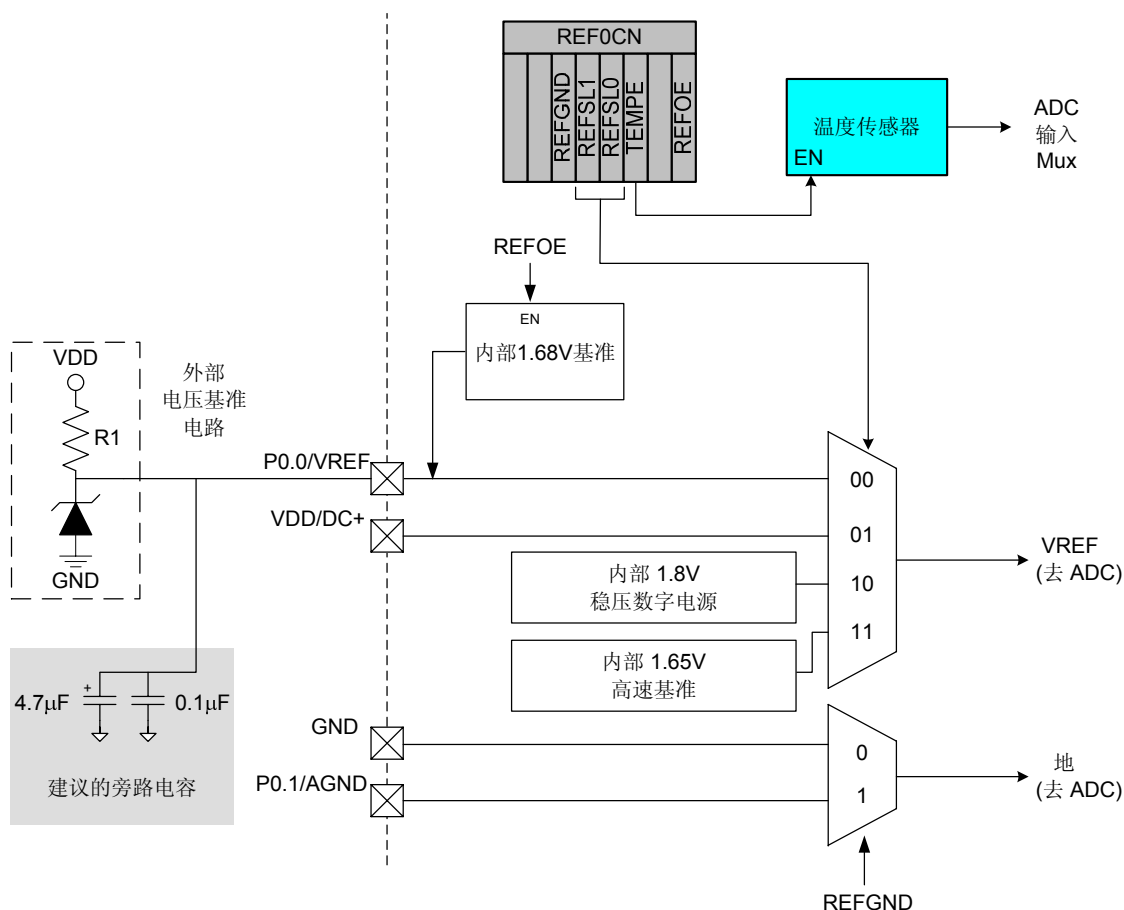 REF0CN
REFGND
REFSL1
REFSL0
TEMPE
REFOE
温度传感器
EN
ADC
输入
Mux
REFOE
EN
内部1.68V基准
VDD
R1
GND
外部
电压基准
电路
P0.0/VREF
VDD/DC+
00
01
10
11
内部 1.8V
稳压数字电源
内部 1.65V
高速基准
VREF
(去 ADC)
4.7μF
+
0.1μF
建议的旁路电容
GND
P0.1/AGND
0
1
地
(去 ADC)
REFGND